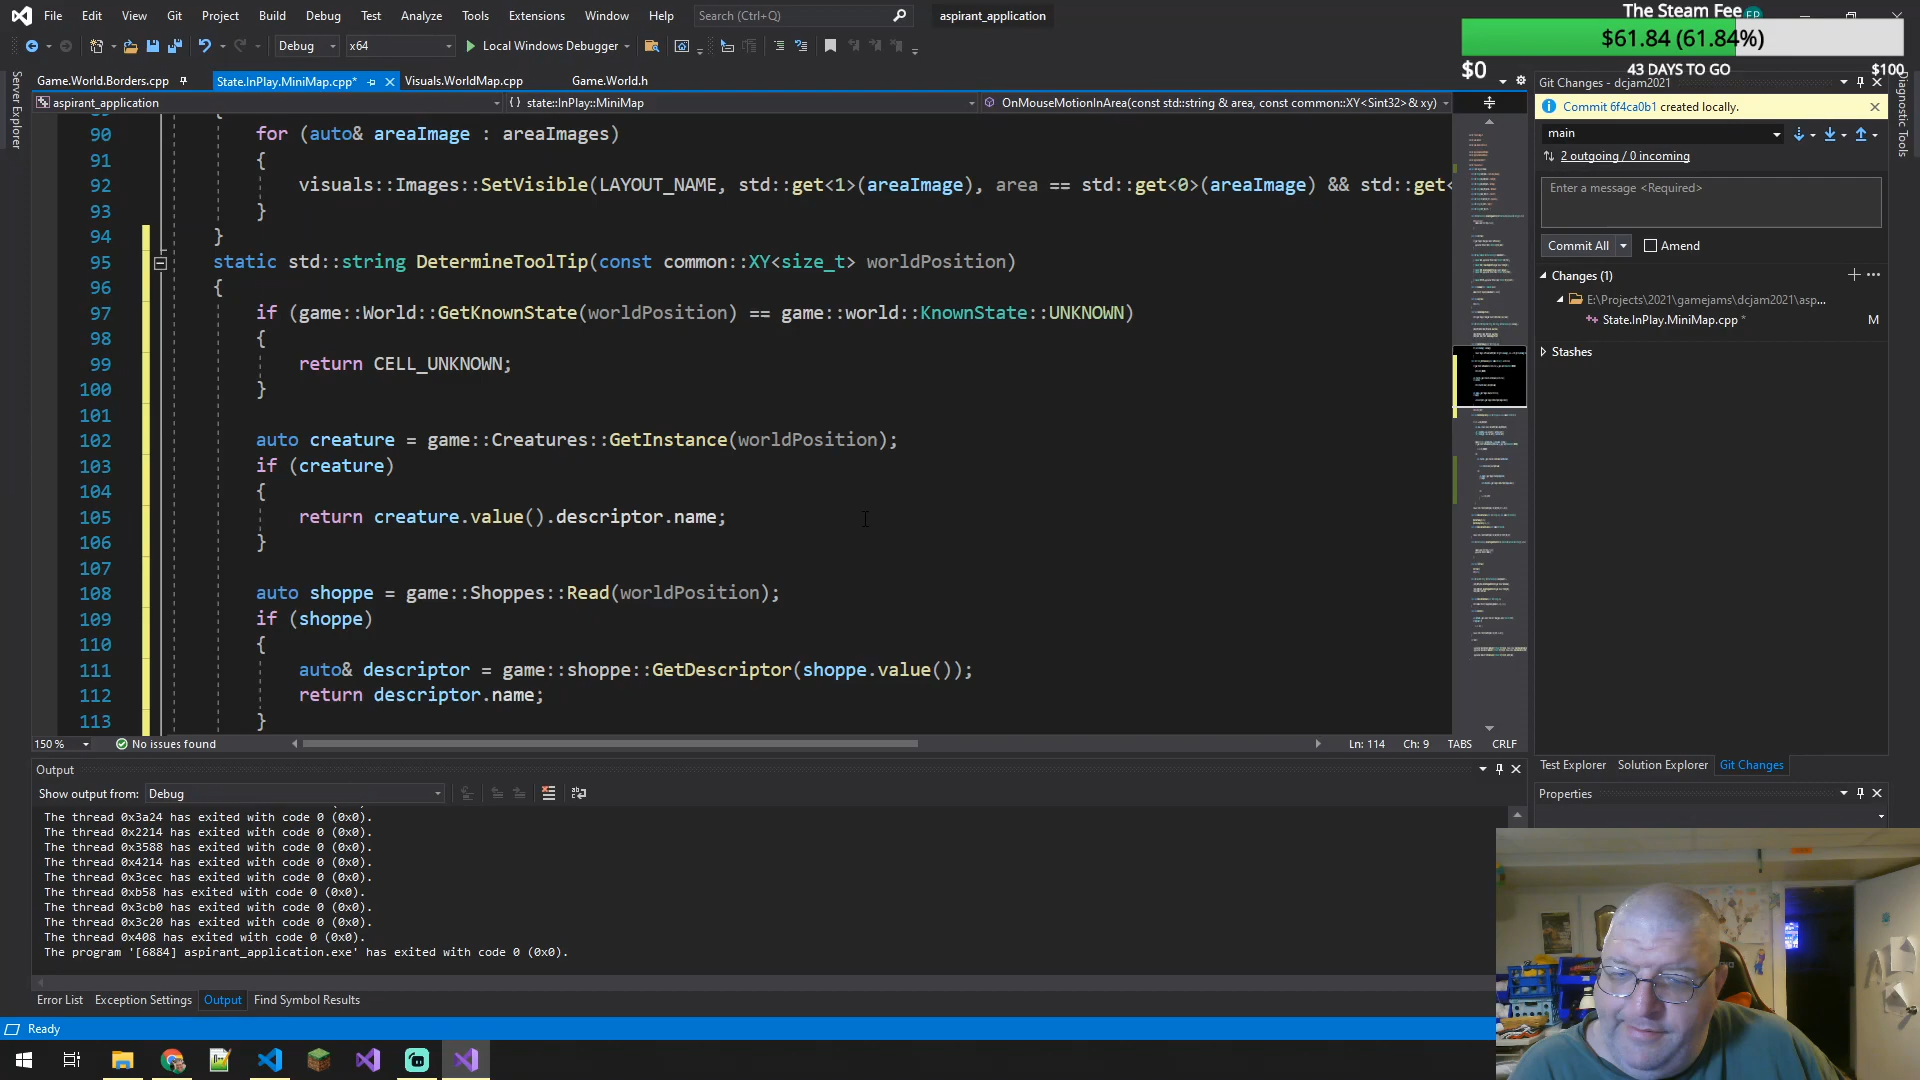 File Edit View Git Project Build Debug Test Analyze Tools Extensions Window Help Search (Ctrl+Q) aspirant_application
The Steam Fee
$61.84 (61.84%)
$0 43 DAYS TO GO $100
Debug x64 Local Windows Debugger
Server Explorer
Game.World.Borders.cpp State.InPlay.MiniMap.cpp* Visuals.WorldMap.cpp Game.World.h
aspirant_application {} state::InPlay::MiniMap OnMouseMotionInArea(const std::string & area, const common::XY<Sint32>& xy)
90 for (auto& areaImage : areaImages)
91 {
92 visuals::Images::SetVisible(LAYOUT_NAME, std::get<1>(areaImage), area == std::get<0>(areaImage) && std::get<
93 }
94 }
95 static std::string DetermineToolTip(const common::XY<size_t> worldPosition)
96 {
97 if (game::World::GetKnownState(worldPosition) == game::world::KnownState::UNKNOWN)
98 {
99 return CELL_UNKNOWN;
100 }
101
102 auto creature = game::Creatures::GetInstance(worldPosition);
103 if (creature)
104 {
105 return creature.value().descriptor.name;
106 }
107
108 auto shoppe = game::Shoppes::Read(worldPosition);
109 if (shoppe)
110 {
111 auto& descriptor = game::shoppe::GetDescriptor(shoppe.value());
112 return descriptor.name;
113 }
150 % No issues found Ln: 114 Ch: 9 TABS CRLF
Output
Show output from: Debug
The thread 0x3a24 has exited with code 0 (0x0).
The thread 0x2214 has exited with code 0 (0x0).
The thread 0x3588 has exited with code 0 (0x0).
The thread 0x4214 has exited with code 0 (0x0).
The thread 0x3cec has exited with code 0 (0x0).
The thread 0xb58 has exited with code 0 (0x0).
The thread 0x3cb0 has exited with code 0 (0x0).
The thread 0x3c20 has exited with code 0 (0x0).
The thread 0x408 has exited with code 0 (0x0).
The program '[6884] aspirant_application.exe' has exited with code 0 (0x0).
Error List Exception Settings Output Find Symbol Results
Ready
Git Changes - dcjam2021
Commit 6f4ca0b1 created locally.
main
2 outgoing / 0 incoming
Enter a message <Required>
Commit All Amend
Changes (1)
E:\Projects\2021\gamejams\dcjam2021\asp...
State.InPlay.MiniMap.cpp * M
Stashes
Test Explorer Solution Explorer Git Changes
Properties
Diagnostic Tools